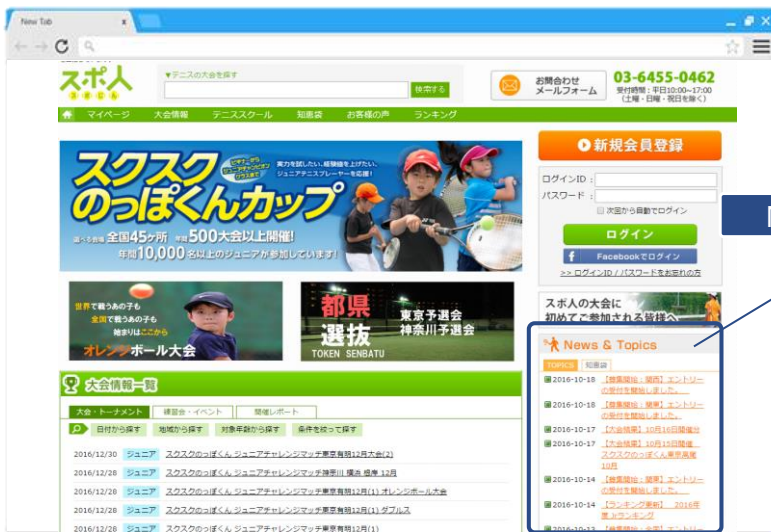 New Tab
スポ人
▼テニスの大会を探す
検索する
お問合わせ
メールフォーム
03-6455-0462
受付時間:平日10:00~17:00
(土曜・日曜・祝日を除く)
マイページ
大会情報
テニススクール
知恵袋
お客様の声
ランキング
スクスク
のっぽくんカップ
実力を試したい、経験値を上げたい、
ジュニアテニスプレーヤーを応援!
全国45ヶ所 年間500大会以上開催!
年間10,000名以上のジュニアが参加しています!
新規会員登録
ログインID:
パスワード:
次回から自動でログイン
ログイン
Facebookでログイン
>> ログインID / パスワードをお忘れの方
世界で戦うあの子も
全国で戦うあの子も
始まりはここから
オレンジボール大会
都県
選抜
TOKEN SENBATU
東京予選会
神奈川予選会
スポ人の大会に
初めてご参加される皆様へ
News & Topics
TOPICS
知恵袋
2016-10-18 【募集開始:関西】エントリー
の受付を開始しました。
2016-10-18 【募集開始:関東】エントリー
の受付を開始しました。
2016-10-17 【大会結果】10月16日開催分
2016-10-17 【大会結果】10月15日開催
スクスクのっぽくん東京高尾
10月
2016-10-14 【募集開始:関東】エントリー
の受付を開始しました。
2016-10-14 【ランキング更新】 2016年
度 Jrランキング
2016-10-13
大会情報一覧
大会・トーナメント
練習会・イベント
開催レポート
日付から探す
地域から探す
対象年齢から探す
条件を絞って探す
2016/12/30 ジュニア スクスクのっぽくん ジュニアチャレンジマッチ東京有明12月大会(2)
2016/12/28 ジュニア スクスクのっぽくん ジュニアチャレンジマッチ神奈川 横浜 根岸 12月
2016/12/28 ジュニア スクスクのっぽくん ジュニアチャレンジマッチ東京有明12月(1) オレンジボール大会
2016/12/28 ジュニア スクスクのっぽくん ジュニアチャレンジマッチ東京有明12月(1) ダブルス
2016/12/28 ジュニア スクスクのっぽくん ジュニアチャレンジマッチ東京有明12月(1)